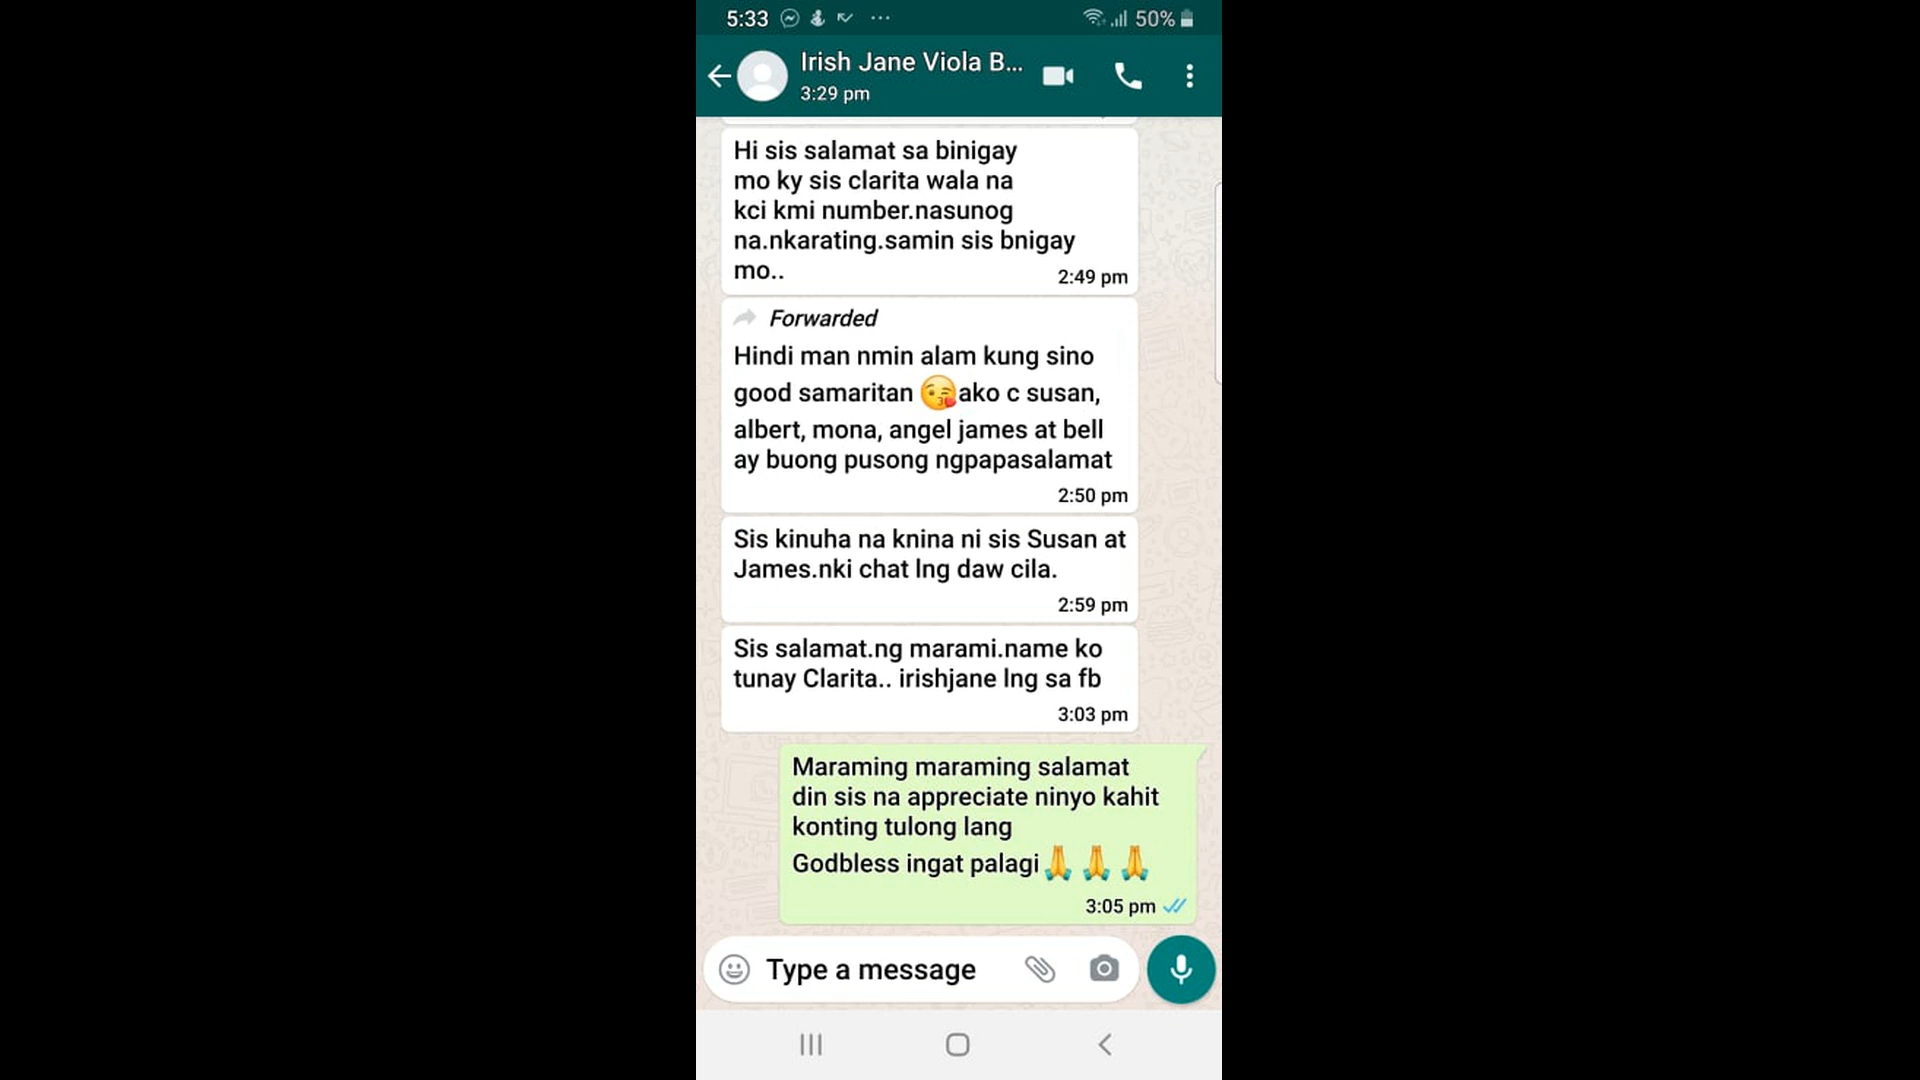 5:33
50%
Irish Jane Viola B...
3:29 pm
Hi sis salamat sa binigay
mo ky sis clarita wala na
kci kmi number.nasunog
na.nkarating.samin sis bnigay
mo..
2:49 pm
Forwarded
Hindi man nmin alam kung sino
good samaritan 😘ako c susan,
albert, mona, angel james at bell
ay buong pusong ngpapasalamat
2:50 pm
Sis kinuha na knina ni sis Susan at
James.nki chat lng daw cila.
2:59 pm
Sis salamat.ng marami.name ko
tunay Clarita.. irishjane lng sa fb
3:03 pm
Maraming maraming salamat
din sis na appreciate ninyo kahit
konting tulong lang
Godbless ingat palagi🙏🙏🙏
3:05 pm
Type a message